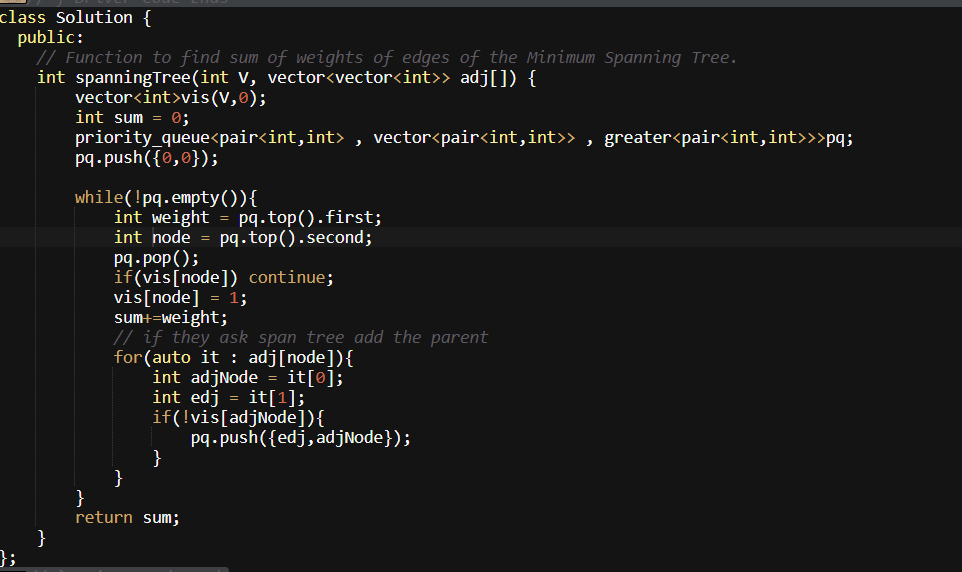 class Solution {
  public:
    // Function to find sum of weights of edges of the Minimum Spanning Tree.
    int spanningTree(int V, vector<vector<int>> adj[]) {
        vector<int>vis(V,0);
        int sum = 0;
        priority_queue<pair<int,int> , vector<pair<int,int>> , greater<pair<int,int>>>pq;
        pq.push({0,0});

        while(!pq.empty()){
            int weight = pq.top().first;
            int node = pq.top().second;
            pq.pop();
            if(vis[node]) continue;
            vis[node] = 1;
            sum+=weight;
            // if they ask span tree add the parent
            for(auto it : adj[node]){
                int adjNode = it[0];
                int edj = it[1];
                if(!vis[adjNode]){
                    pq.push({edj,adjNode});
                }
            }
        }
        return sum;
    }
};